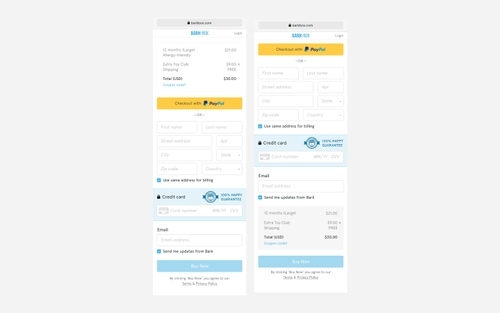 barkbox.com
BARKBOX
Login
12 months (Large)
Allergy-friendly
$21.00
Extra Toy Club
$9.00
Shipping
FREE
Total (USD)
$30.00
Coupon code?
Checkout with PayPal
- OR -
First name
Last name
Street address
Apt
City
State
Zip code
Country
Use same address for billing
Credit card
100% HAPPY
GUARANTEE
Card number
MM/YY
CVV
Email
Email address
Send me updates from Bark
Buy Now
By clicking 'Buy Now' you agree to our
Terms & Privacy Policy
barkbox.com
BARKBOX
Login
Checkout with PayPal
- OR -
First name
Last name
Street address
Apt
City
State
Zip code
Country
Use same address for billing
Credit card
100% HAPPY
GUARANTEE
Card number
MM/YY
CVV
Email
Email address
Send me updates from Bark
12 months (Large)
$21.00
Extra Toy Club
$9.00
Shipping
FREE
Total (USD)
$30.00
Coupon code?
Buy Now
By clicking 'Buy Now' you agree to our
Terms & Privacy Policy